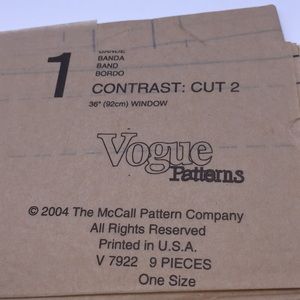 BANDE
BANDA
BAND
BORDO
1
CONTRAST: CUT 2
36" (92cm) WINDOW
Vogue
Patterns
© 2004 The McCall Pattern Company
All Rights Reserved
Printed in U.S.A.
V 7922 9 PIECES
One Size